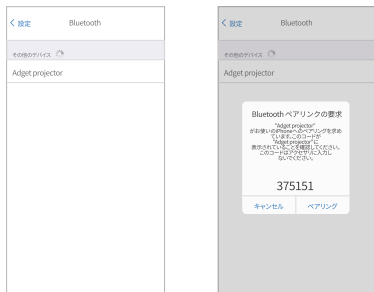 設定
Bluetooth
その他のデバイス
Adget projector
設定
Bluetooth
その他のデバイス
Adget projector
Bluetooth ペアリンクの要求
"Adget projector"
がお使いのiPhoneへのペアリングを求め
ています。このコードが
"Adget projector" に
表示されていることを確認してください。
このコードはアクセサリに入力し
ないでください。
375151
キャンセル
ペアリング